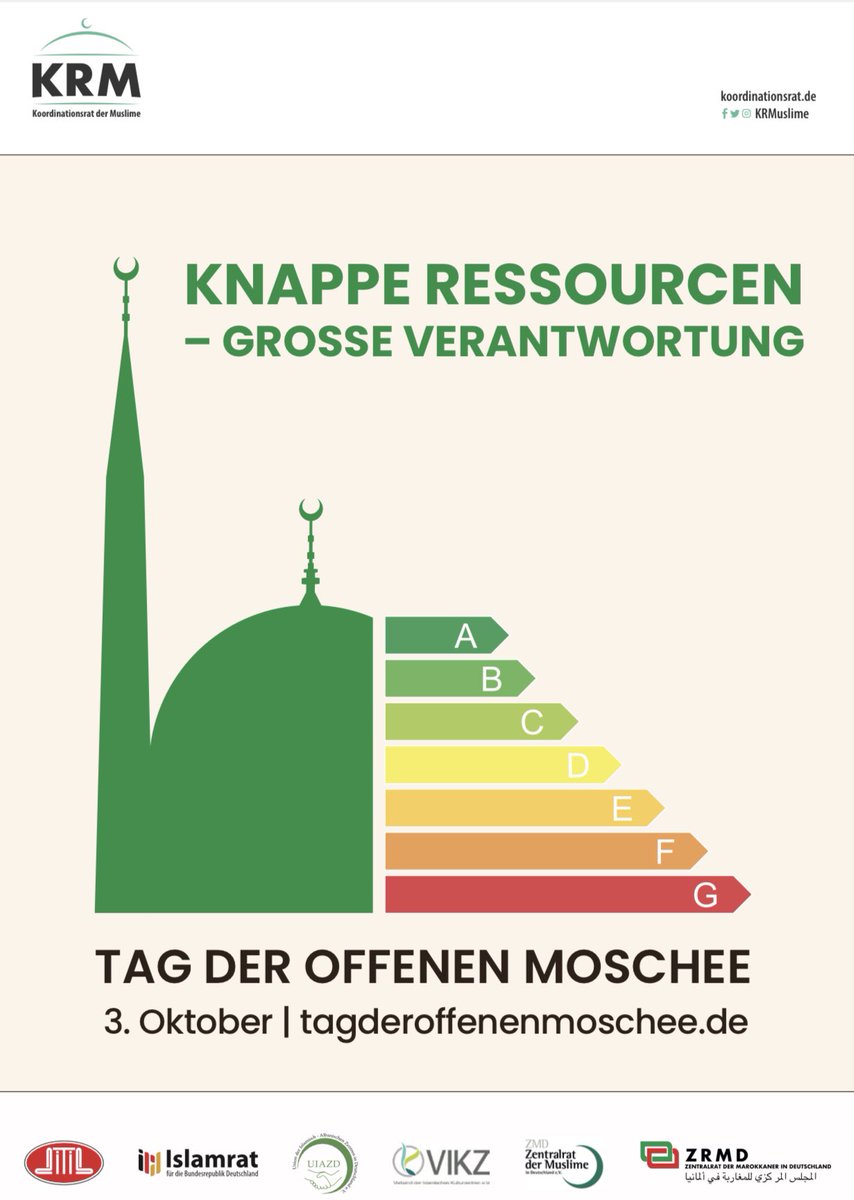 KRM
Koordinationsrat der Muslime
koordinationsrat.de
KRMuslime
KNAPPE RESSOURCEN
– GROSSE VERANTWORTUNG
A
B
C
D
E
F
G
TAG DER OFFENEN MOSCHEE
3. Oktober | tagderoffenenmoschee.de
DITIB
Islamrat
für die Bundesrepublik Deutschland
UIAZD
VIKZ
Verband der Islamischen Kulturzentren e.V.
ZMD
Zentralrat
der Muslime
in Deutschland e.V.
ZRMD
ZENTRALRAT DER MAROKKANER IN DEUTSCHLAND
المجلس المركزي للمغاربة في ألمانيا